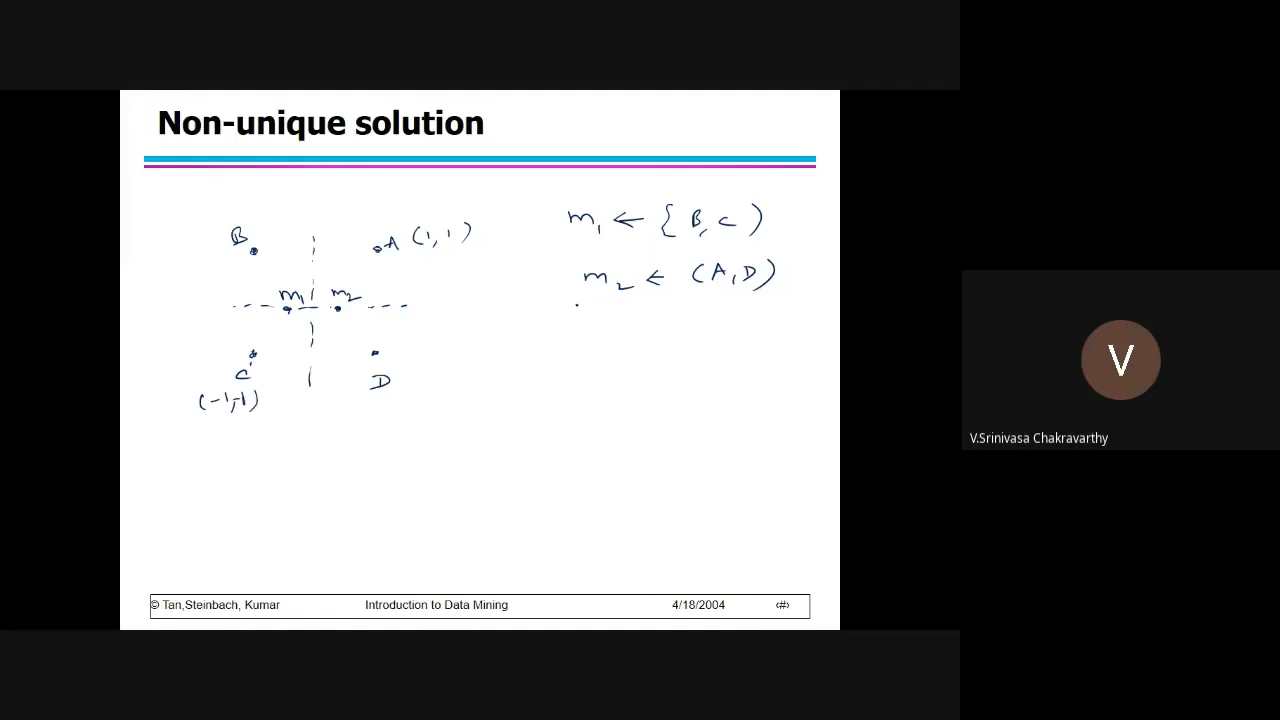 Non-unique solution
m1 ← { B, C )
B
A (1, 1)
m2 ← (A, D)
m1 m2
C
D
(-1,-1)
© Tan,Steinbach, Kumar Introduction to Data Mining 4/18/2004 ‹#›
V
V.Srinivasa Chakravarthy